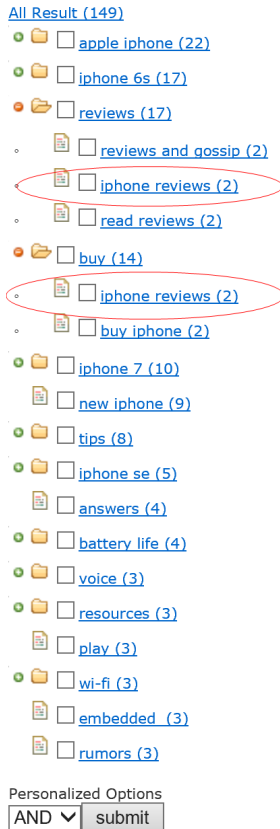 All Result (149)
apple iphone (22)
iphone 6s (17)
reviews (17)
reviews and gossip (2)
iphone reviews (2)
read reviews (2)
buy (14)
iphone reviews (2)
buy iphone (2)
iphone 7 (10)
new iphone (9)
tips (8)
iphone se (5)
answers (4)
battery life (4)
voice (3)
resources (3)
play (3)
wi-fi (3)
embedded (3)
rumors (3)
Personalized Options
AND submit